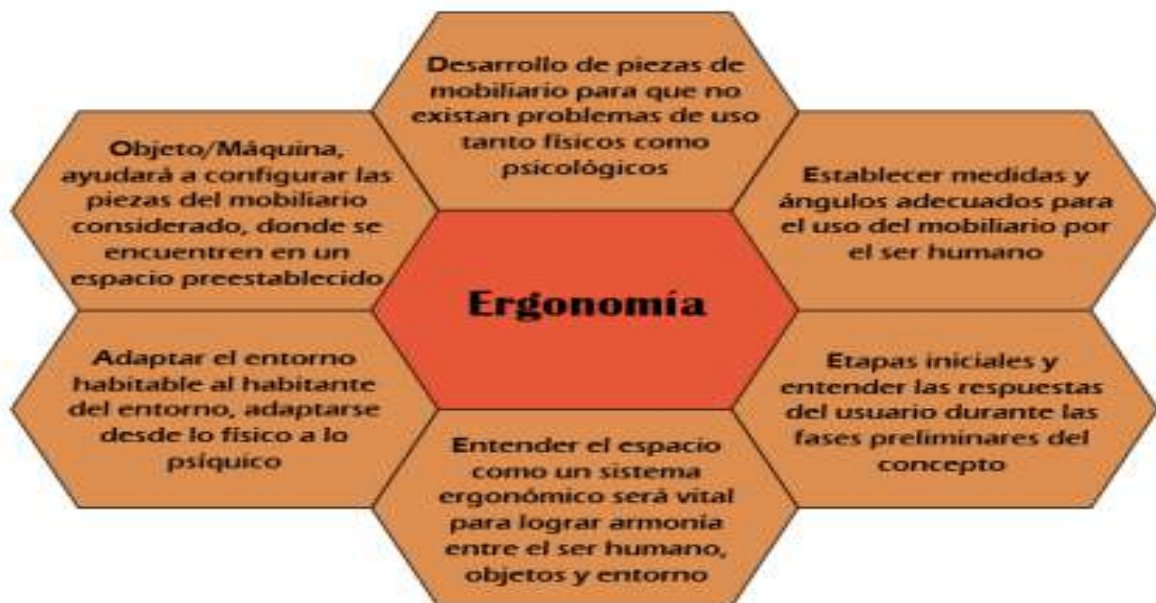 Desarrollo de piezas de
mobiliario para que no
existan problemas de uso
tanto físicos como
psicológicos
Objeto/Máquina,
ayudará a configurar las
piezas del mobiliario
considerado, donde se
encuentren en un
espacio preestablecido
Establecer medidas y
ángulos adecuados para
el uso del mobiliario por
el ser humano
Ergonomía
Adaptar el entorno
habitable al habitante
del entorno, adaptarse
desde lo físico a lo
psíquico
Etapas iniciales y
entender las respuestas
del usuario durante las
fases preliminares del
concepto
Entender el espacio
como un sistema
ergonómico será vital
para lograr armonía
entre el ser humano,
objetos y entorno